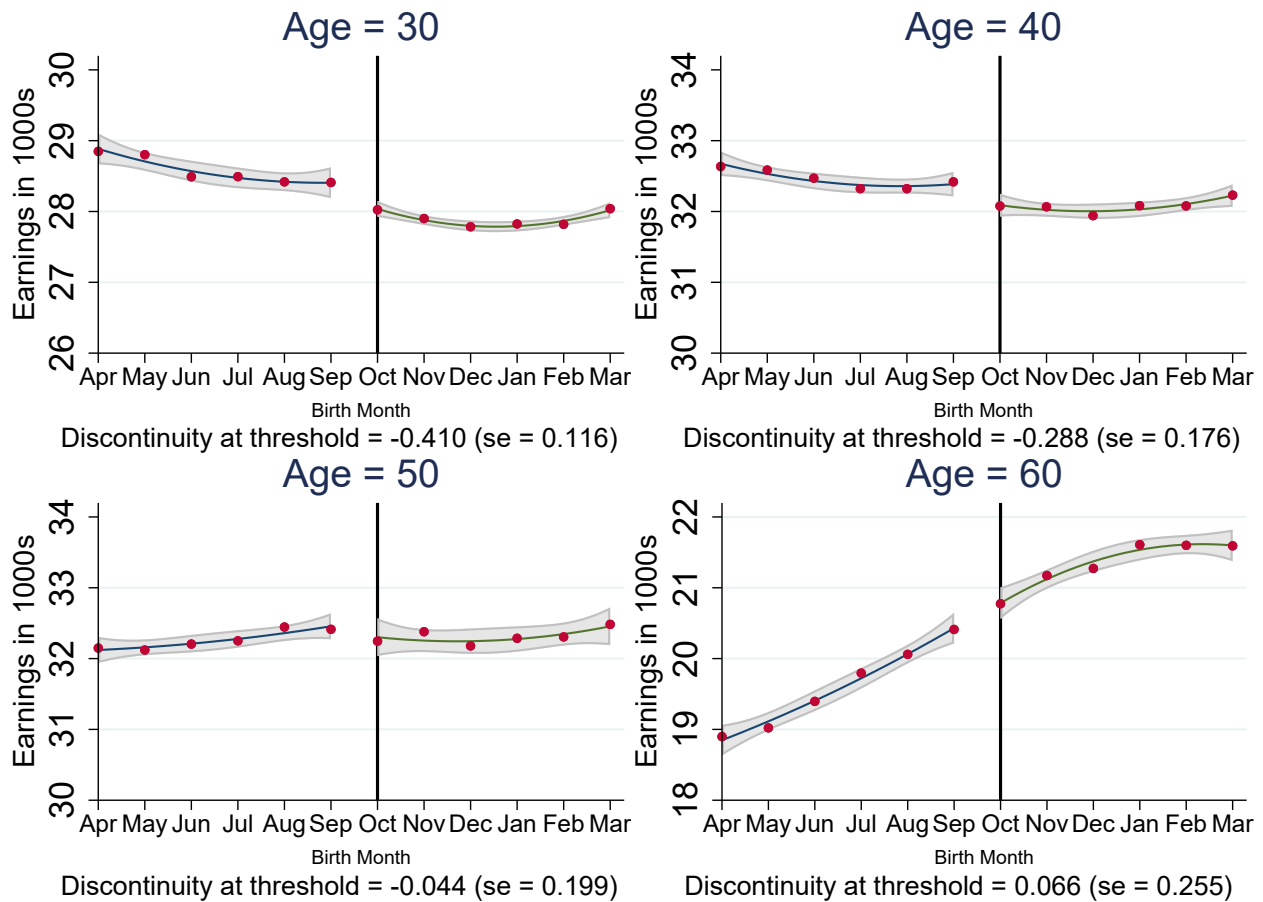 Age = 30
Earnings in 1000s
30
29
28
27
26
Apr May Jun Jul Aug Sep Oct Nov Dec Jan Feb Mar
Birth Month
Discontinuity at threshold = -0.410 (se = 0.116)
Age = 40
Earnings in 1000s
34
33
32
31
30
Apr May Jun Jul Aug Sep Oct Nov Dec Jan Feb Mar
Birth Month
Discontinuity at threshold = -0.288 (se = 0.176)
Age = 50
Earnings in 1000s
34
33
32
31
30
Apr May Jun Jul Aug Sep Oct Nov Dec Jan Feb Mar
Birth Month
Discontinuity at threshold = -0.044 (se = 0.199)
Age = 60
Earnings in 1000s
22
21
20
19
18
Apr May Jun Jul Aug Sep Oct Nov Dec Jan Feb Mar
Birth Month
Discontinuity at threshold = 0.066 (se = 0.255)